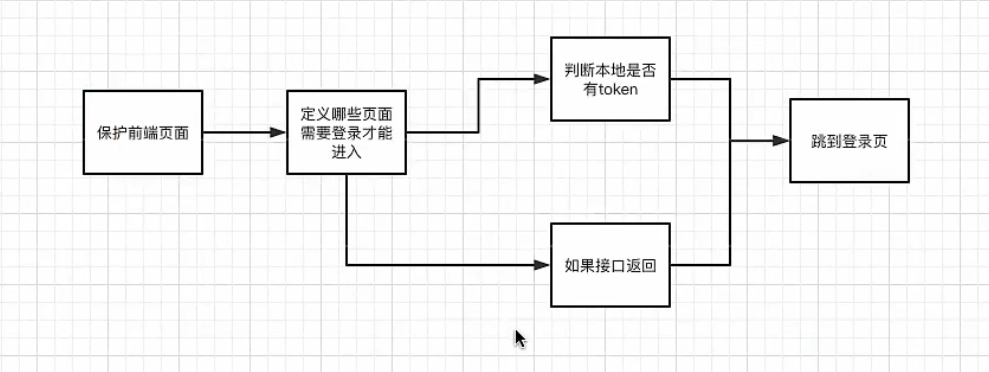 保护前端页面
定义哪些页面
需要登录才能
进入
判断本地是否
有token
如果接口返回
跳到登录页